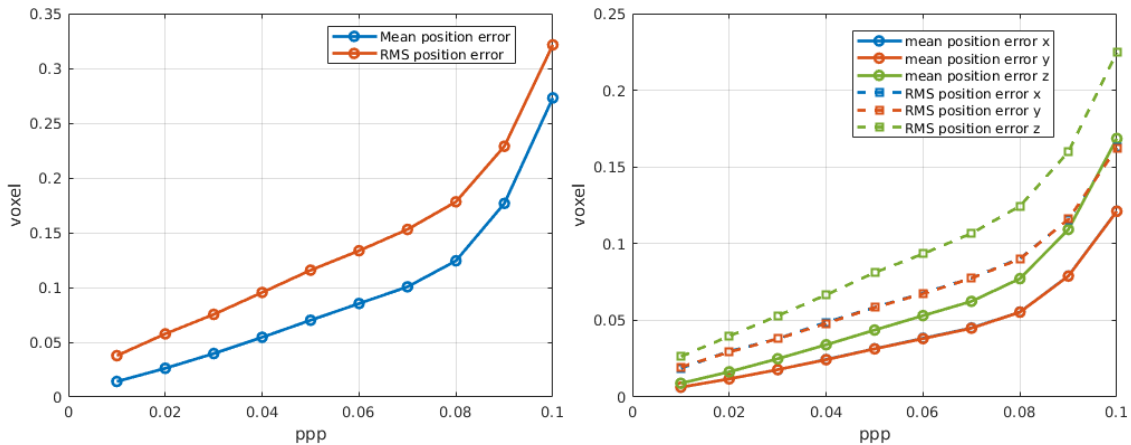 0.35
0.3
0.25
0.2
0.15
0.1
0.05
0
voxel
Mean position error
RMS position error
0 0.02 0.04 0.06 0.08 0.1
ppp
0.25
0.2
0.15
0.1
0.05
0
voxel
mean position error x
mean position error y
mean position error z
RMS position error x
RMS position error y
RMS position error z
0 0.02 0.04 0.06 0.08 0.1
ppp